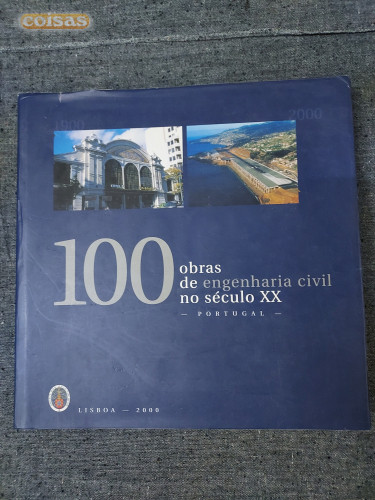 coisas
1900
2000
100
obras
de engenharia civil
no século XX
— PORTUGAL —
LISBOA — 2000